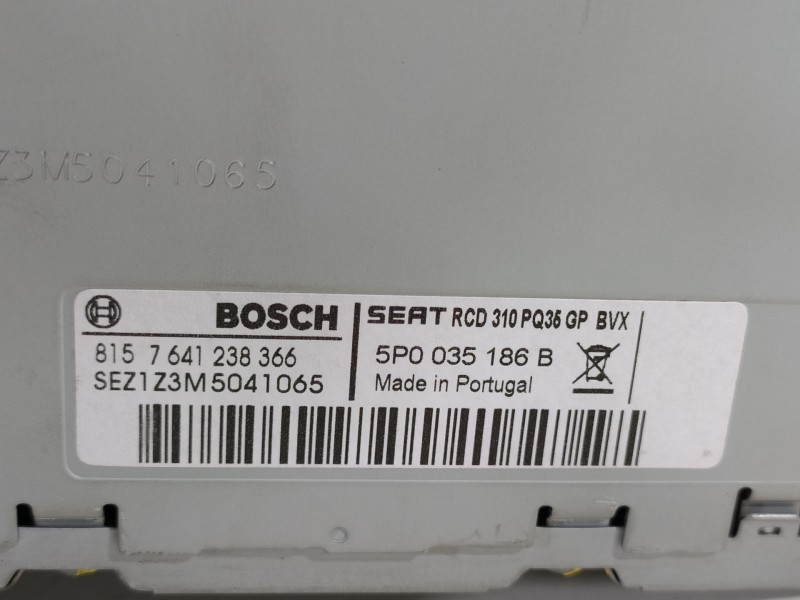 Z3M5041065
BOSCH
815 7 641 238 366
SEZ1Z3M5041065
SEAT RCD 310 PQ35 GP BVX
5P0 035 186 B
Made in Portugal